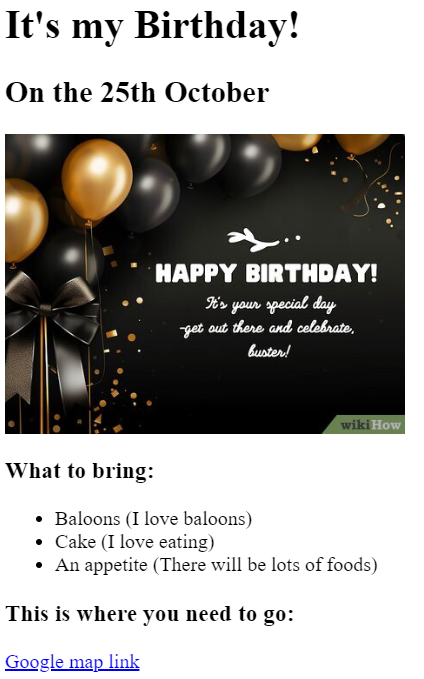 It's my Birthday!
On the 25th October
HAPPY BIRTHDAY!
It's your special day
-get out there and celebrate,
buster!
wikiHow
What to bring:
Baloons (I love baloons)
Cake (I love eating)
An appetite (There will be lots of foods)
This is where you need to go:
Google map link